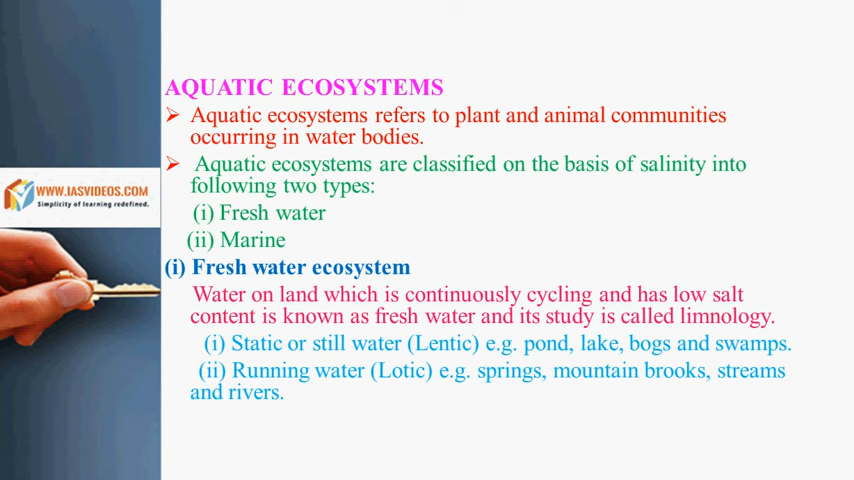 AQUATIC ECOSYSTEMS
➢ Aquatic ecosystems refers to plant and animal communities
occurring in water bodies.
➢ Aquatic ecosystems are classified on the basis of salinity into
following two types:
(i) Fresh water
(ii) Marine
(i) Fresh water ecosystem
Water on land which is continuously cycling and has low salt
content is known as fresh water and its study is called limnology.
(i) Static or still water (Lentic) e.g. pond, lake, bogs and swamps.
(ii) Running water (Lotic) e.g. springs, mountain brooks, streams
and rivers.
WWW.IASVIDEOS.COM
Simplicity of learning redefined.